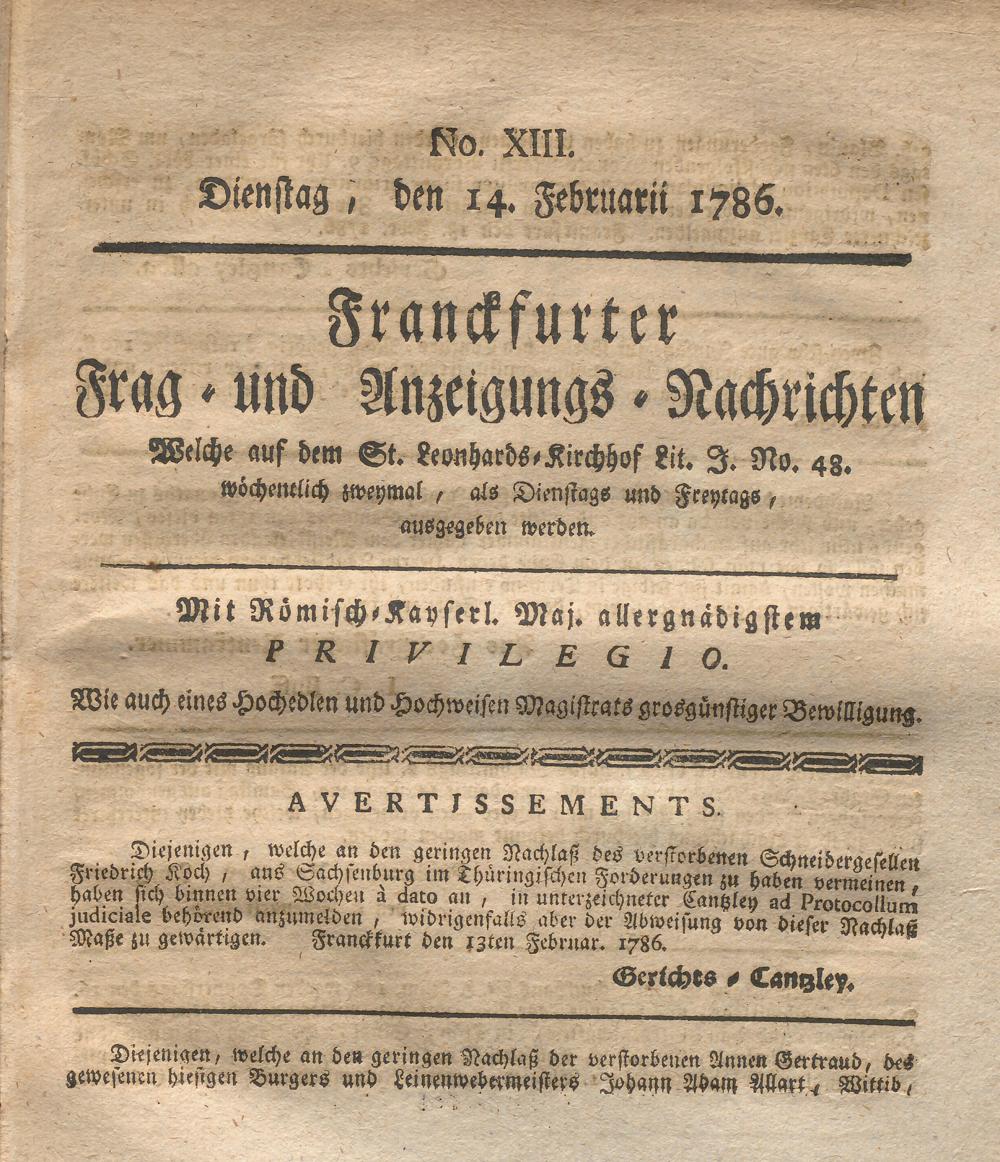 No. XIII.
Dienstag, den 14. Februarii 1786.
Franckfurter
Frag- und Anzeigungs-Nachrichten
Welche auf dem St. Leonhards-Kirchhof Lit. J. No. 48.
wöchentlich zweymal, als Dienstags und Freytags,
ausgegeben werden.
Mit Römisch-Kayserl. Maj. allergnädigstem
PRIVILEGIO.
Wie auch eines Hochedlen und Hochweisen Magistrats grosgünstiger Bewilligung.
AVERTISSEMENTS.
Diejenigen, welche an den geringen Nachlaß des verstorbenen Schneidergesellen
Friedrich Koch, aus Sachsenburg im Thüringischen Forderungen zu haben vermeinen,
haben sich binnen vier Wochen à dato an, in unterzeichneter Cantzley ad Protocollum
judiciale behörend anzumelden, widrigenfalls aber der Abweisung von dieser Nachlaß
Maße zu gewärtigen. Franckfurt den 13ten Februar. 1786.
Gerichts-Cantzley.
Diejenigen, welche an den geringen Nachlaß der verstorbenen Annen Gertraud, des
gewesenen hiesigen Burgers und Leinenwebermeisters Johann Adam Allart, Wittib,